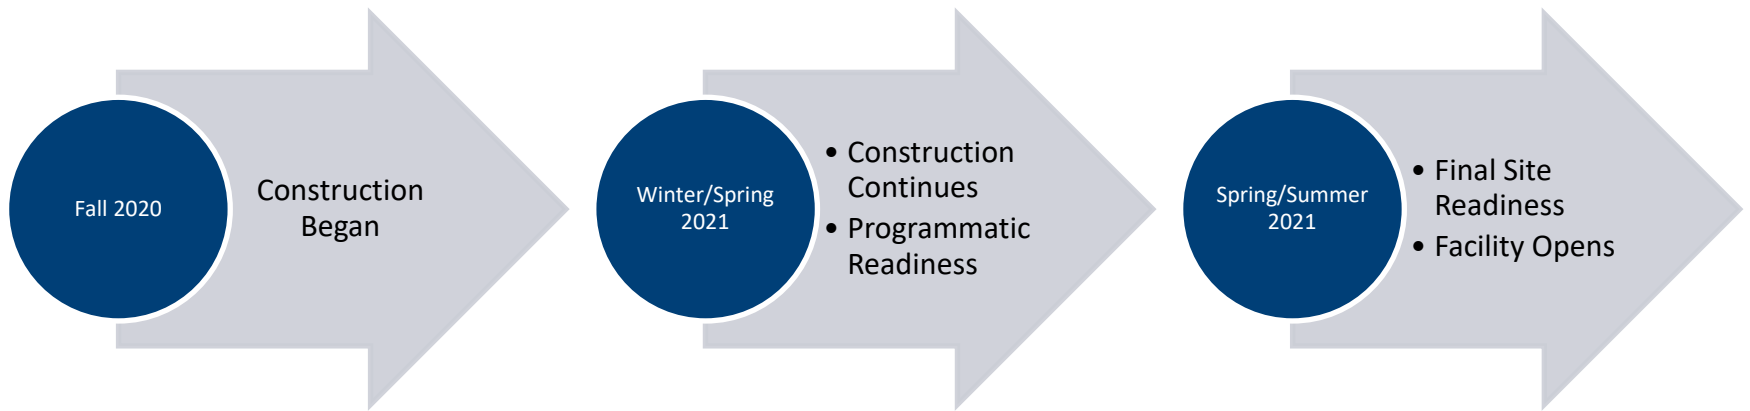 Fall 2020
Construction
Began
Winter/Spring
2021
• Construction
Continues
• Programmatic
Readiness
Spring/Summer
2021
• Final Site
Readiness
• Facility Opens